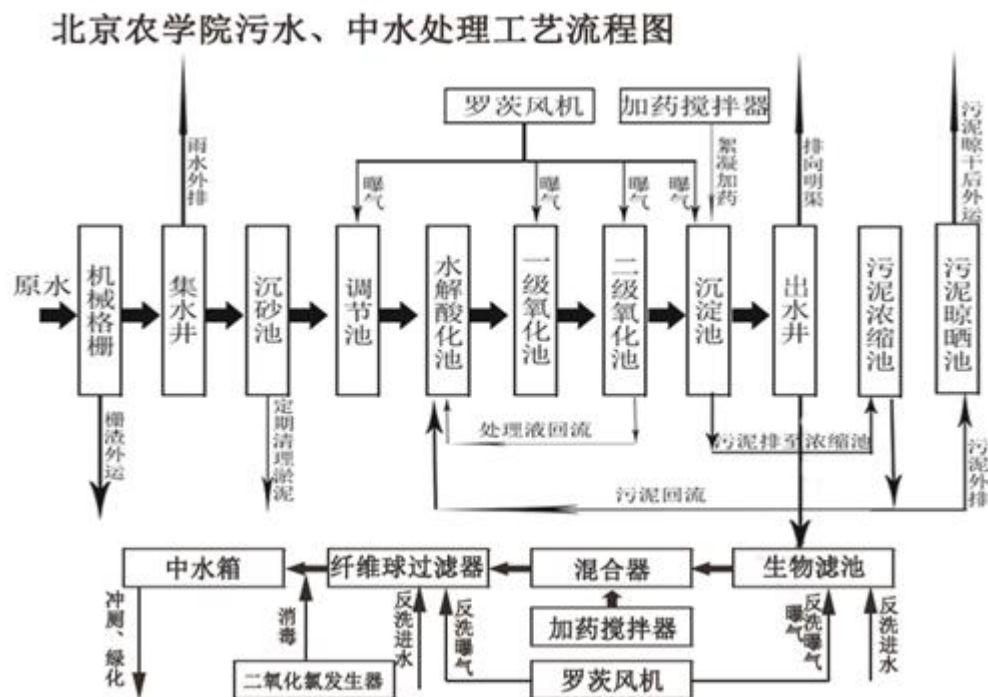 北京农学院污水、中水处理工艺流程图
罗茨风机
加药搅拌器
雨水外排
曝气
曝气
曝气
曝气
絮凝加药
排向明渠
污泥晾干后外运
原水
机械格栅
集水井
沉砂池
调节池
水解酸化池
一级氧化池
二级氧化池
沉淀池
出水井
污泥浓缩池
污泥晾晒池
栅渣外运
定期清理淤泥
处理液回流
污泥排至浓缩池
污泥回流
污泥外排
中水箱
纤维球过滤器
混合器
生物滤池
冲厕、绿化
消毒
反洗进水
反洗曝气
加药搅拌器
反洗曝气
曝气
反洗进水
二氧化氯发生器
罗茨风机